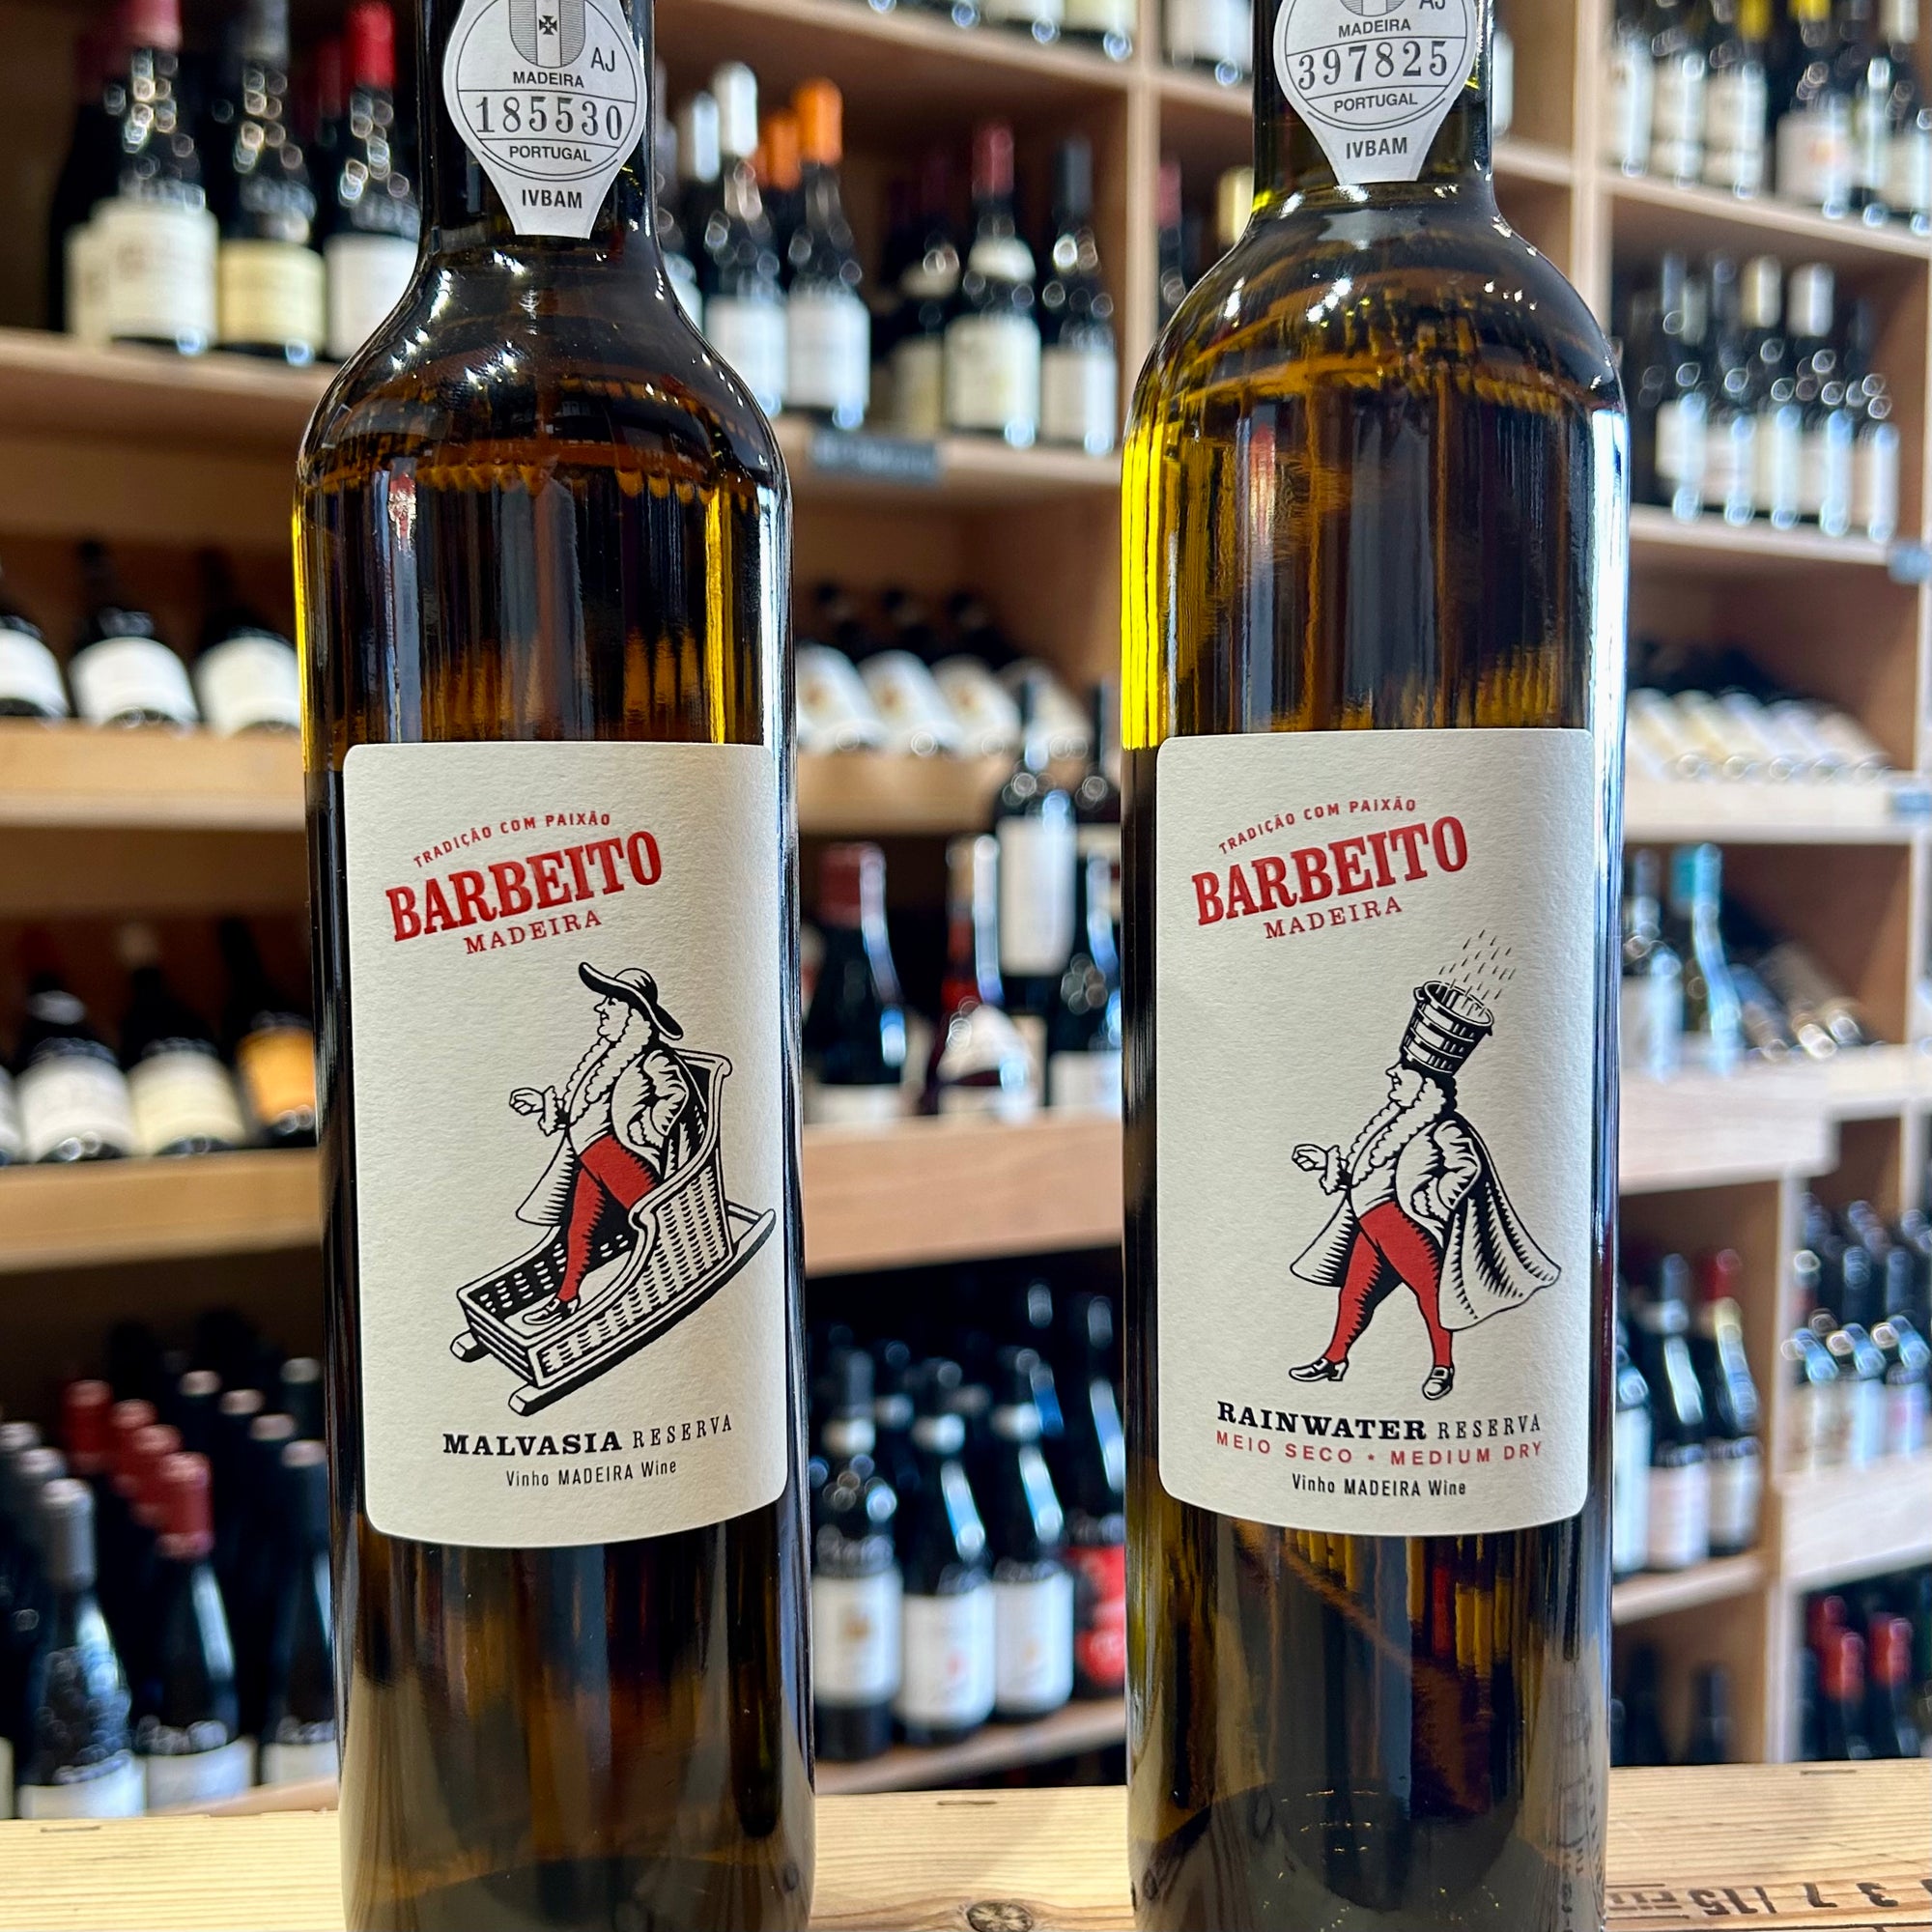 AJ
MADEIRA
185530
PORTUGAL
IVBAM
TRADIÇÃO COM PAIXÃO
BARBEITO
MADEIRA
MALVASIA RESERVA
Vinho MADEIRA Wine
AJ
MADEIRA
397825
PORTUGAL
IVBAM
TRADIÇÃO COM PAIXÃO
BARBEITO
MADEIRA
RAINWATER RESERVA
MEIO SECO • MEDIUM DRY
Vinho MADEIRA Wine